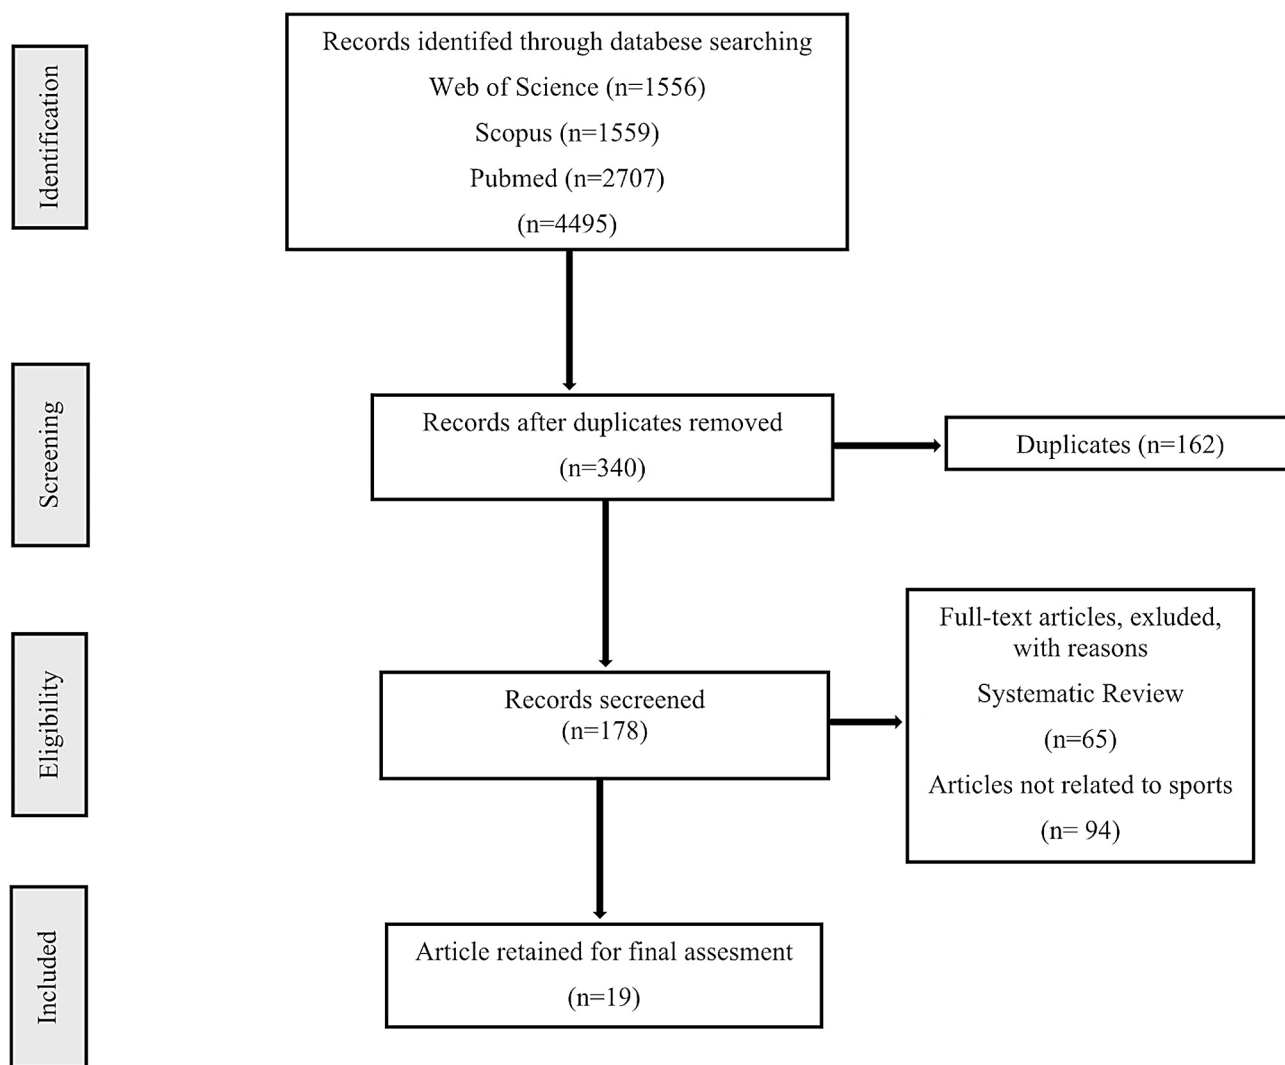 Identification
Records identifed through databese searching
Web of Science (n=1556)
Scopus (n=1559)
Pubmed (n=2707)
(n=4495)
Screening
Records after duplicates removed
(n=340)
Duplicates (n=162)
Eligibility
Records secreened
(n=178)
Full-text articles, exluded,
with reasons
Systematic Review
(n=65)
Articles not related to sports
(n= 94)
Included
Article retained for final assesment
(n=19)